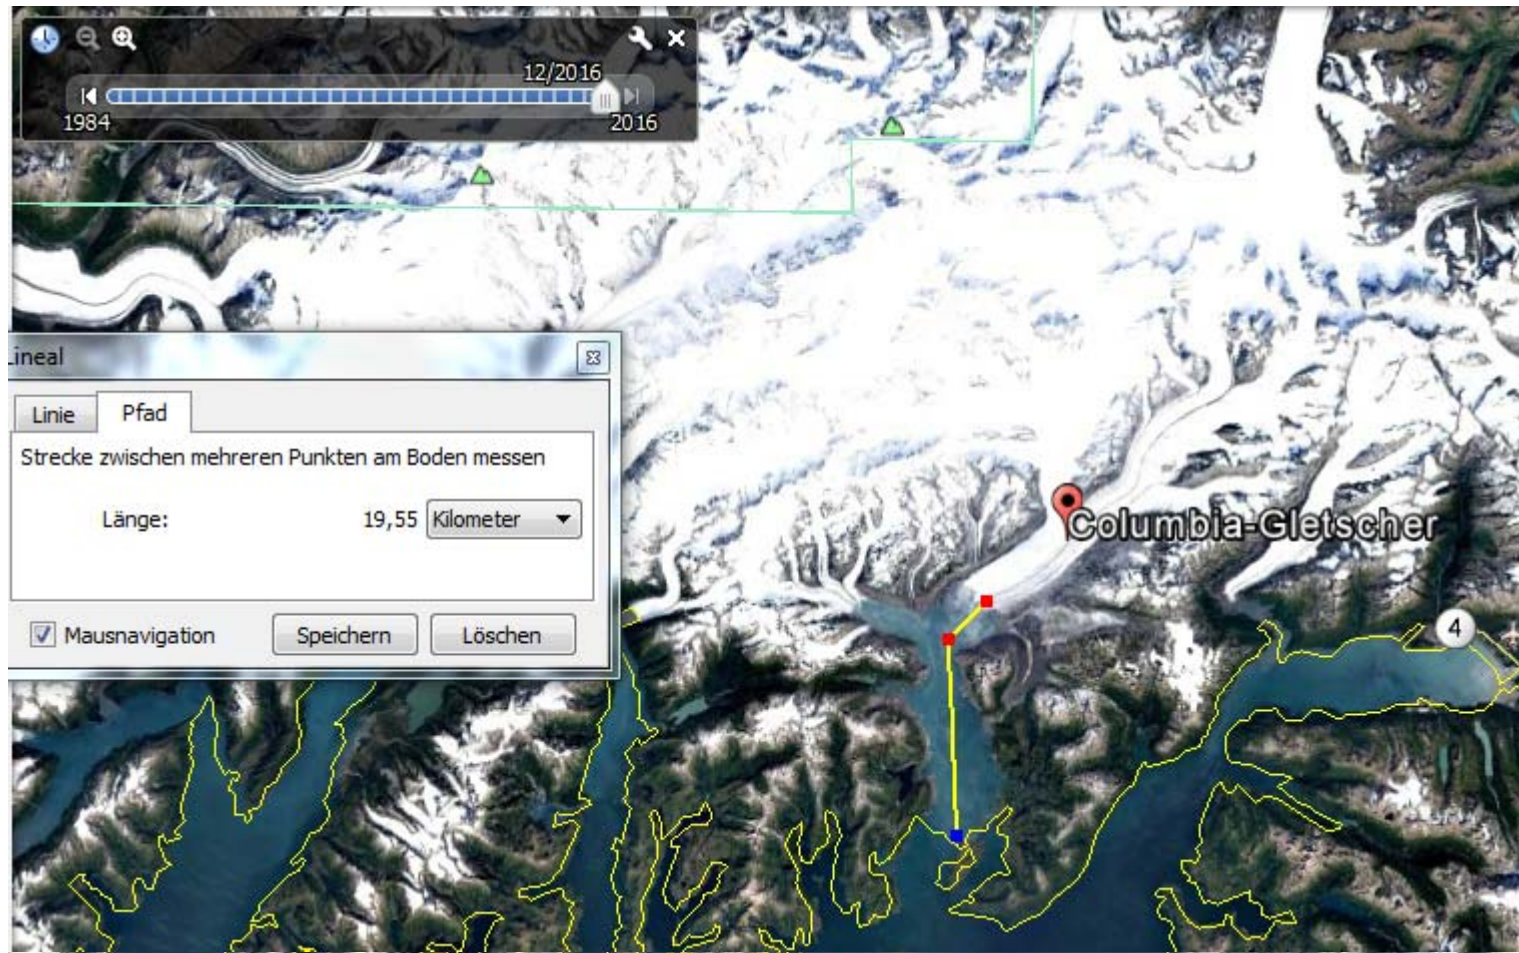 12/2016
1984
2016
Lineal
Linie
Pfad
Strecke zwischen mehreren Punkten am Boden messen
Länge:
19,55 Kilometer
Columbia-Gletscher
4
Mausnavigation
Speichern
Löschen